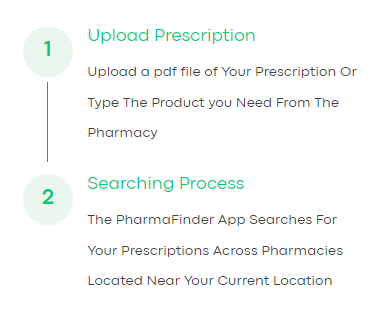 1
Upload Prescription
Upload a pdf file of Your Prescription Or
Type The Product you Need From The
Pharmacy
2
Searching Process
The PharmaFinder App Searches For
Your Prescriptions Across Pharmacies
Located Near Your Current Location